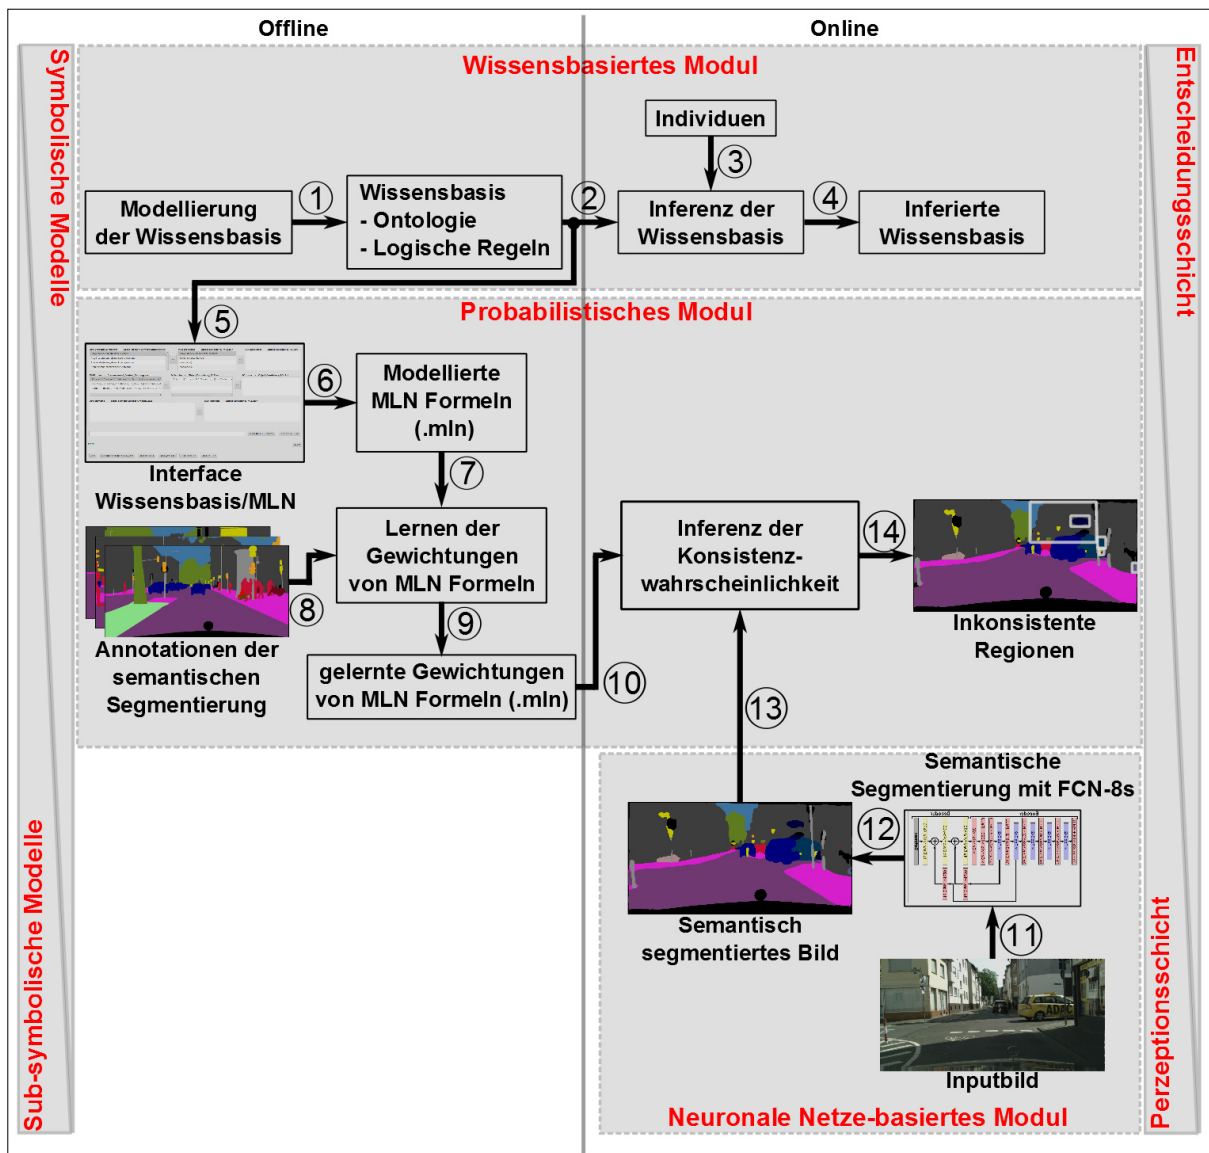 Offline
Online
Symbolische Modelle
Entscheidungsschicht
Wissensbasiertes Modul
Individuen
3
Modellierung
der Wissensbasis
1
Wissensbasis
- Ontologie
- Logische Regeln
2
Inferenz der
Wissensbasis
4
Inferierte
Wissensbasis
Probabilistisches Modul
5
Interface
Wissensbasis/MLN
6
Modellierte
MLN Formeln
(.mln)
7
Annotationen der
semantischen
Segmentierung
8
Lernen der
Gewichtungen
von MLN Formeln
9
gelernte Gewichtungen
von MLN Formeln (.mln)
10
Inferenz der
Konsistenz-
wahrscheinlichkeit
14
Inkonsistente
Regionen
13
Sub-symbolische Modelle
Perzeptionsschicht
Semantische
Segmentierung mit FCN-8s
12
Semantisch
segmentiertes Bild
11
ADAC
Inputbild
Neuronale Netze-basiertes Modul